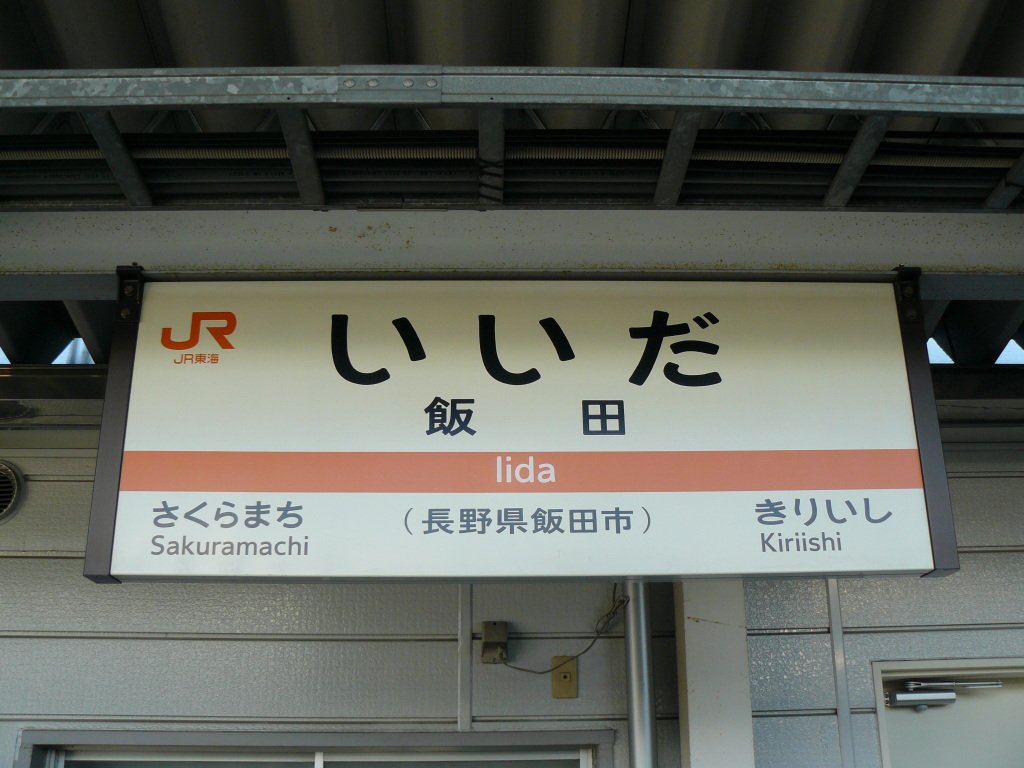 JR
JR東海
いいだ
飯田
Iida
さくらまち
Sakuramachi
（長野県飯田市）
きりいし
Kiriishi